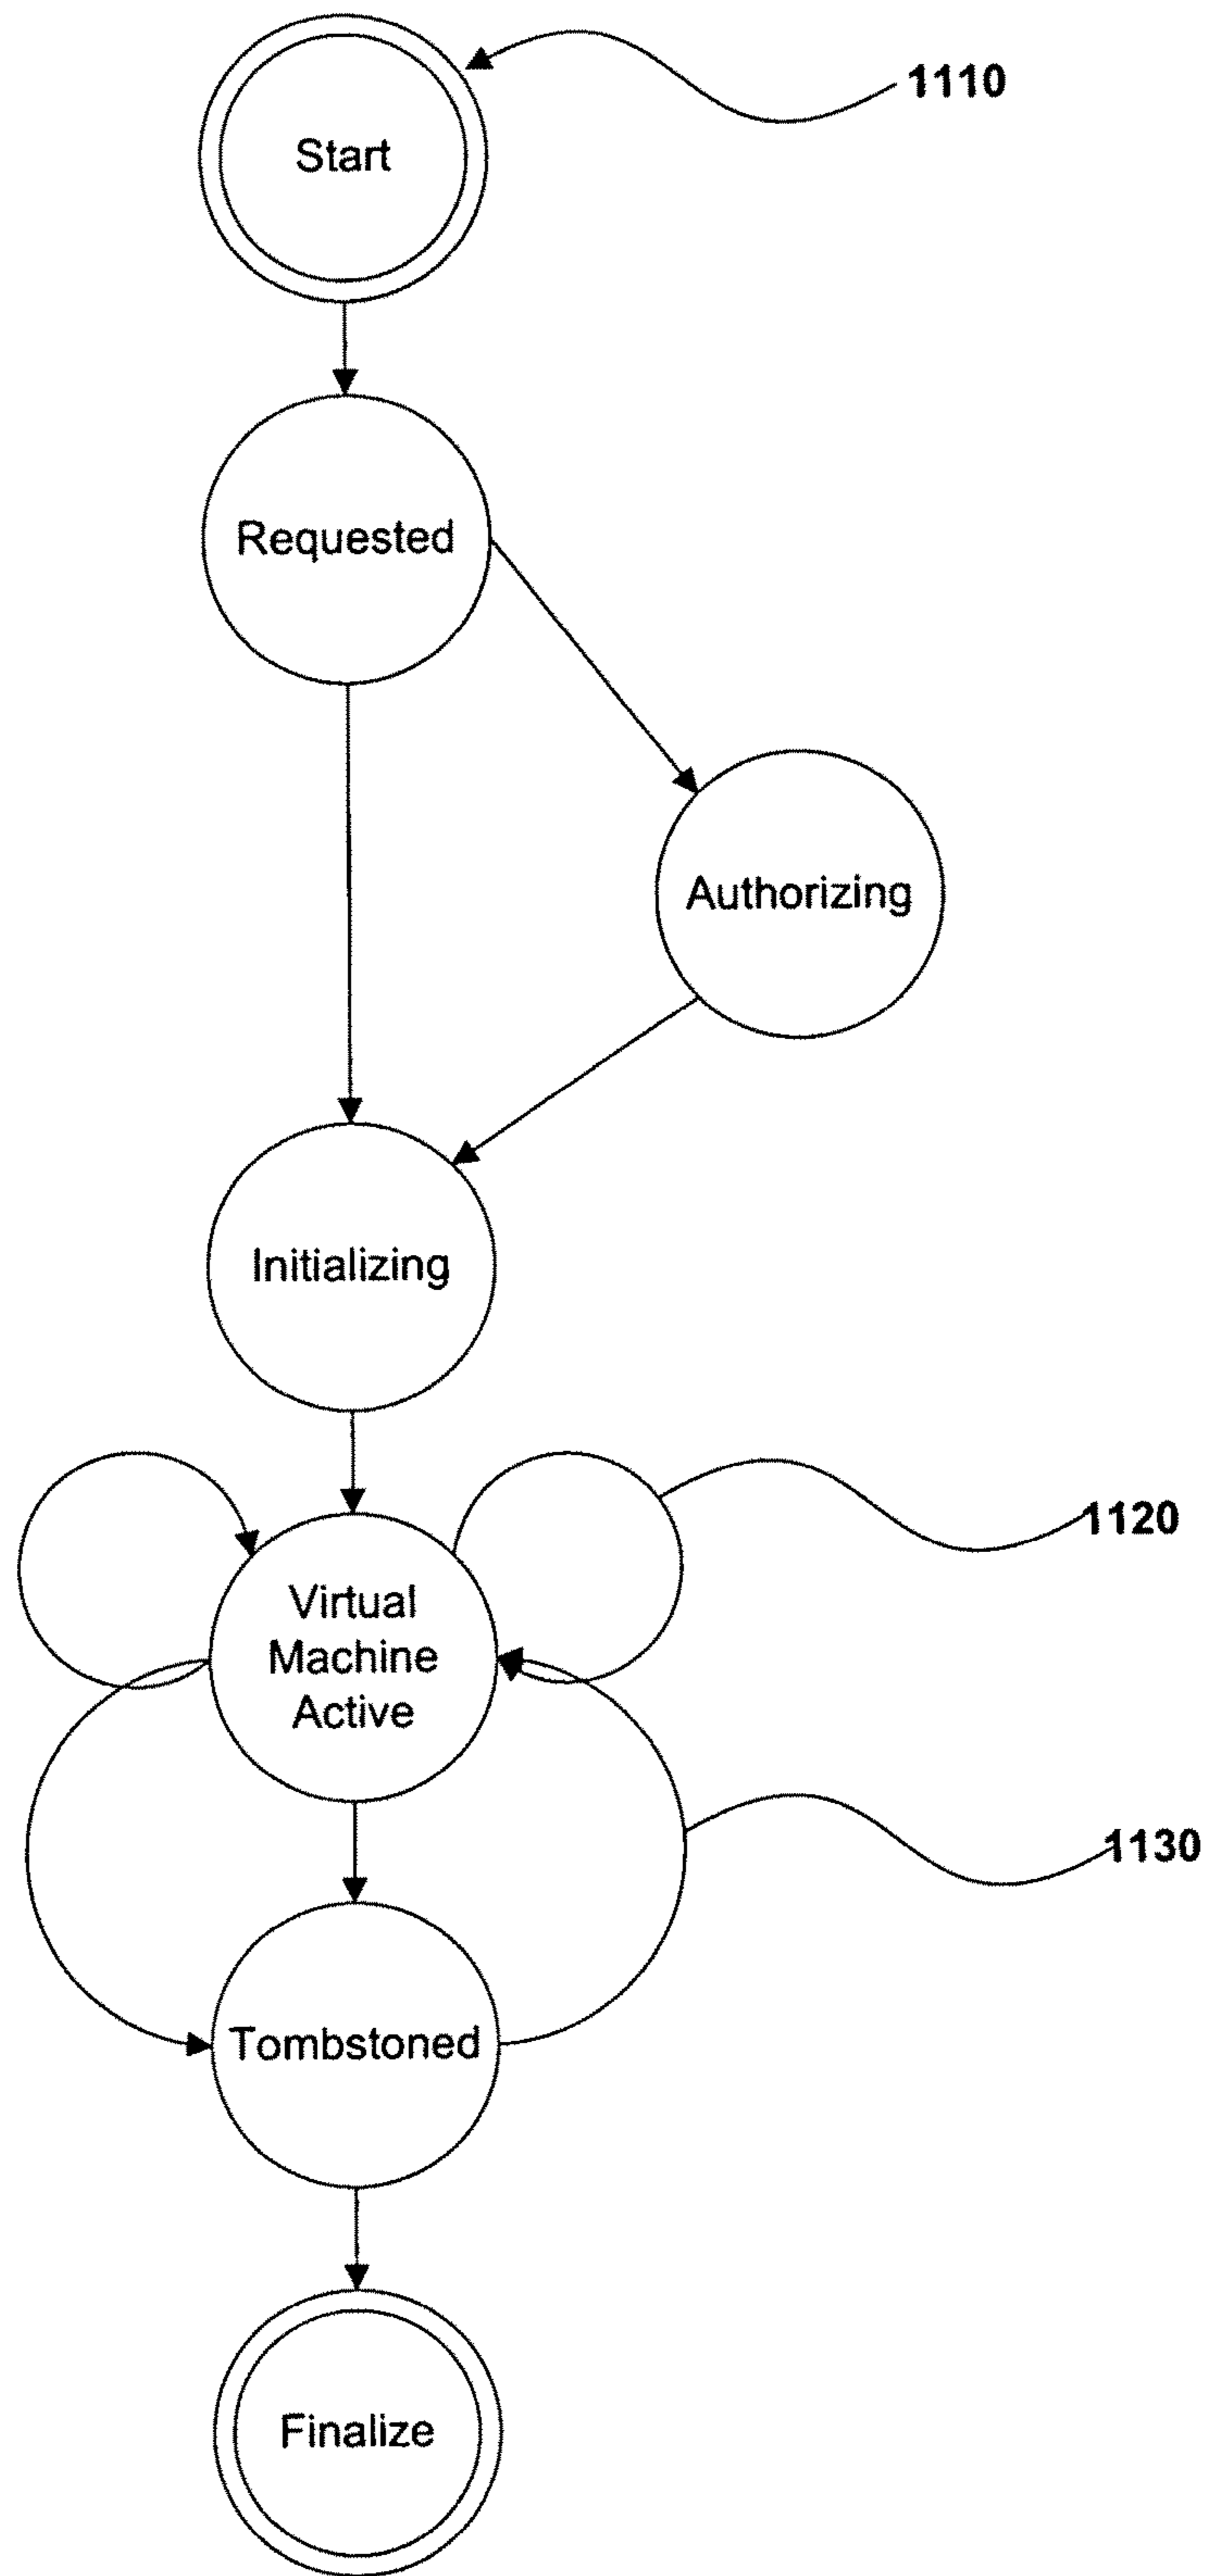 1110
Start
Requested
Authorizing
Initializing
1120
Virtual
Machine
Active
1130
Tombstoned
Finalize